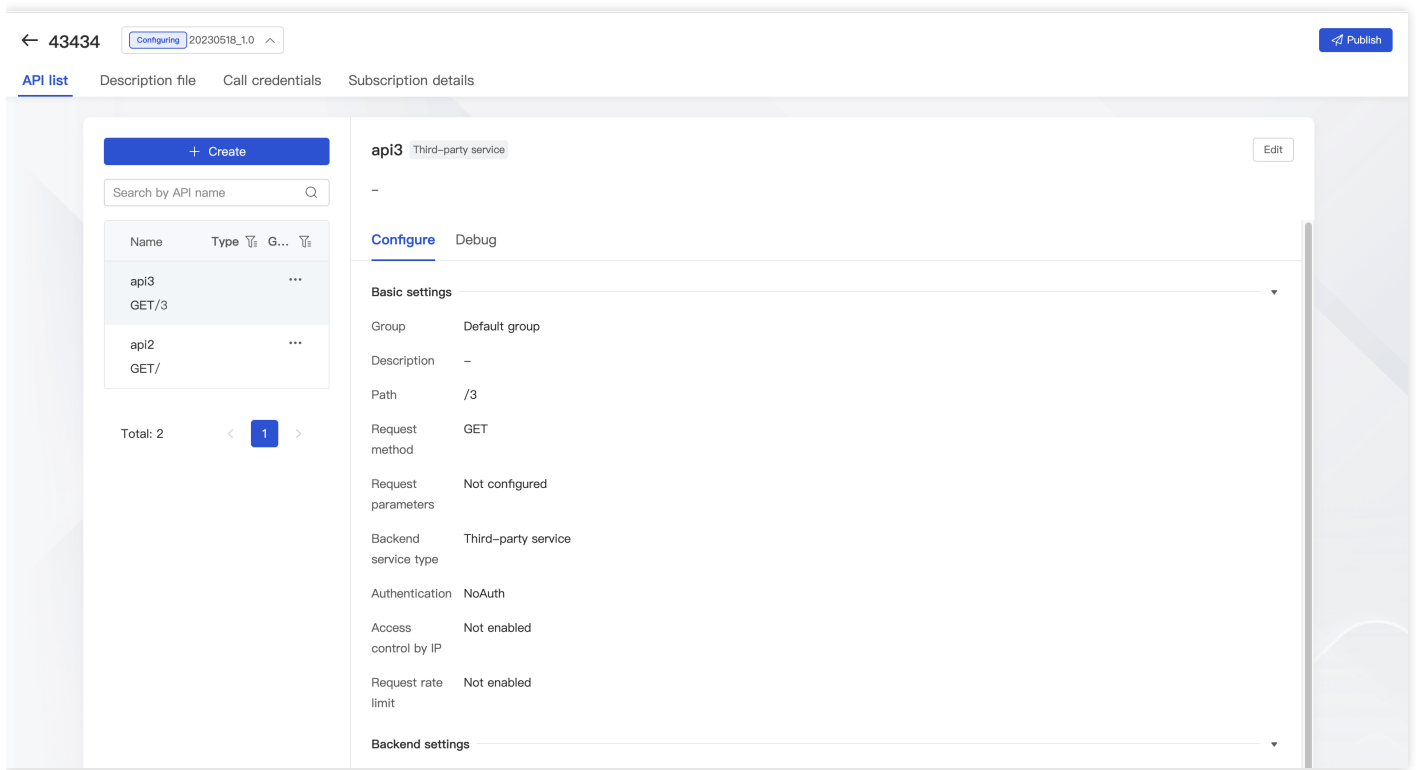 43434 Configuring 20230518_1.0
Publish
API list Description file Call credentials Subscription details
+ Create
Search by API name
Name Type G...
api3 ...
GET/3
api2 ...
GET/
Total: 2 < 1 >
api3 Third-party service
Edit
–
Configure Debug
Basic settings
Group Default group
Description –
Path /3
Request GET
method
Request Not configured
parameters
Backend Third-party service
service type
Authentication NoAuth
Access Not enabled
control by IP
Request rate Not enabled
limit
Backend settings